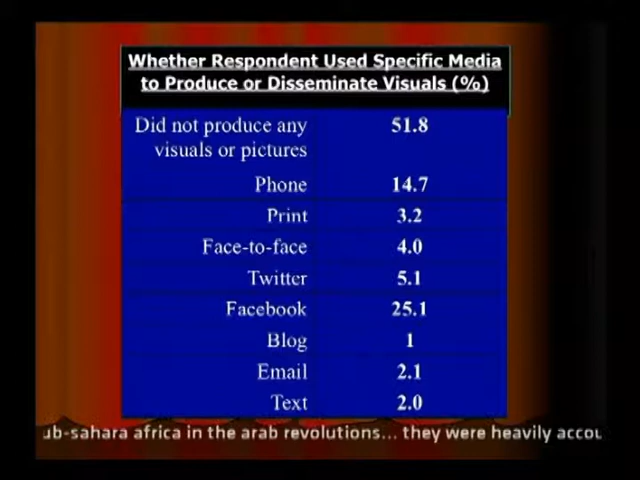 Whether Respondent Used Specific Media
to Produce or Disseminate Visuals (%)
Did not produce any 51.8
visuals or pictures
Phone 14.7
Print 3.2
Face-to-face 4.0
Twitter 5.1
Facebook 25.1
Blog 1
Email 2.1
Text 2.0
-sahara africa in the arab revolutions... they were heavily